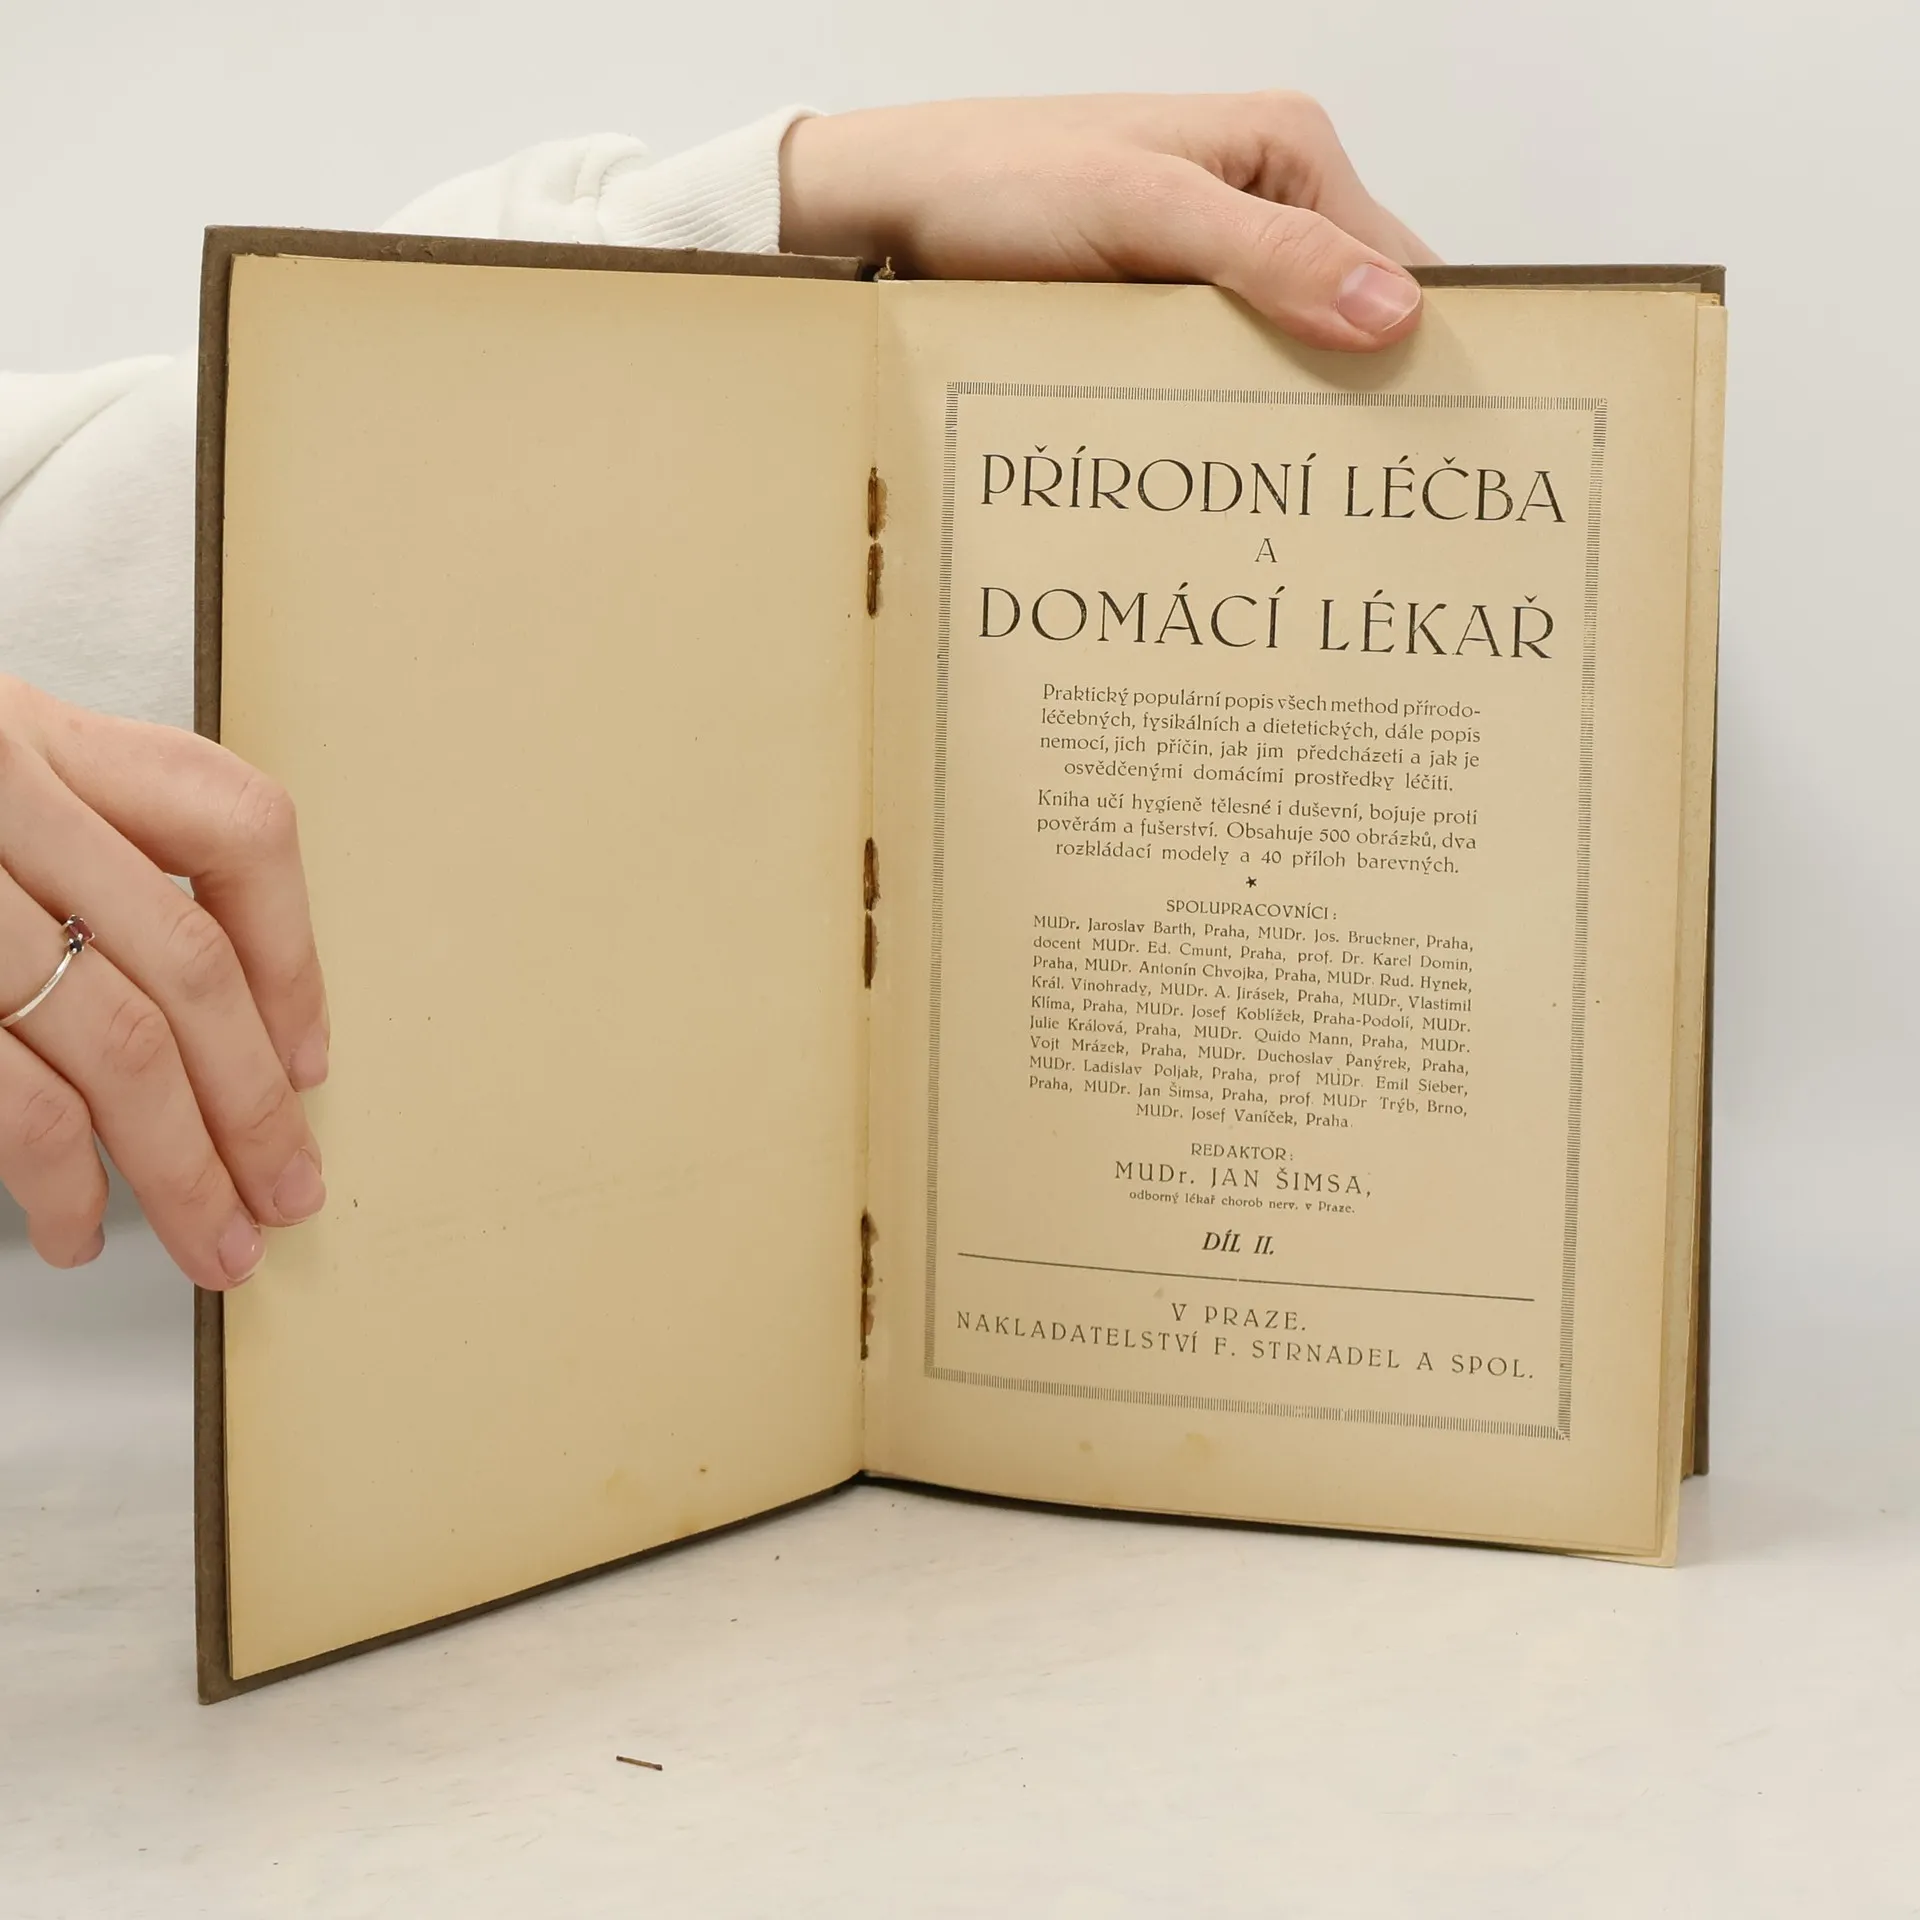 PŘÍRODNÍ LÉČBA
A
DOMÁCÍ LÉKAŘ
Praktický populární popis všech method přírodo-
léčebných, fysikálních a dietetických, dále popis
nemocí, jich příčin, jak jim předcházeti a jak je
osvědčenými domácími prostředky léčiti.
Kniha učí hygieně tělesné i duševní, bojuje proti
pověrám a fušerství. Obsahuje 500 obrázků, dva
rozkládací modely a 40 příloh barevných.
*
SPOLUPRACOVNÍCI:
MUDr. Jaroslav Barth, Praha, MUDr. Jos. Bruckner, Praha,
docent MUDr. Ed. Cmunt, Praha, prof. Dr. Karel Domin,
Praha, MUDr. Antonín Chvojka, Praha, MUDr. Rud. Hynek,
Král. Vinohrady, MUDr. A. Jirásek, Praha, MUDr. Vlastimil
Klíma, Praha, MUDr. Josef Koblížek, Praha-Podolí, MUDr.
Julie Králová, Praha, MUDr. Quido Mann, Praha, MUDr.
Vojt Mrázek, Praha, MUDr. Duchoslav Panýrek, Praha,
MUDr. Ladislav Poljak, Praha, prof MUDr. Emil Sieber,
Praha, MUDr. Jan Šimsa, Praha, prof. MUDr Trýb, Brno,
MUDr. Josef Vaníček, Praha.
REDAKTOR:
MUDr. JAN ŠIMSA,
odborný lékař chorob nerv. v Praze.
DÍL II.
V PRAZE.
NAKLADATELSTVÍ F. STRNADEL A SPOL.